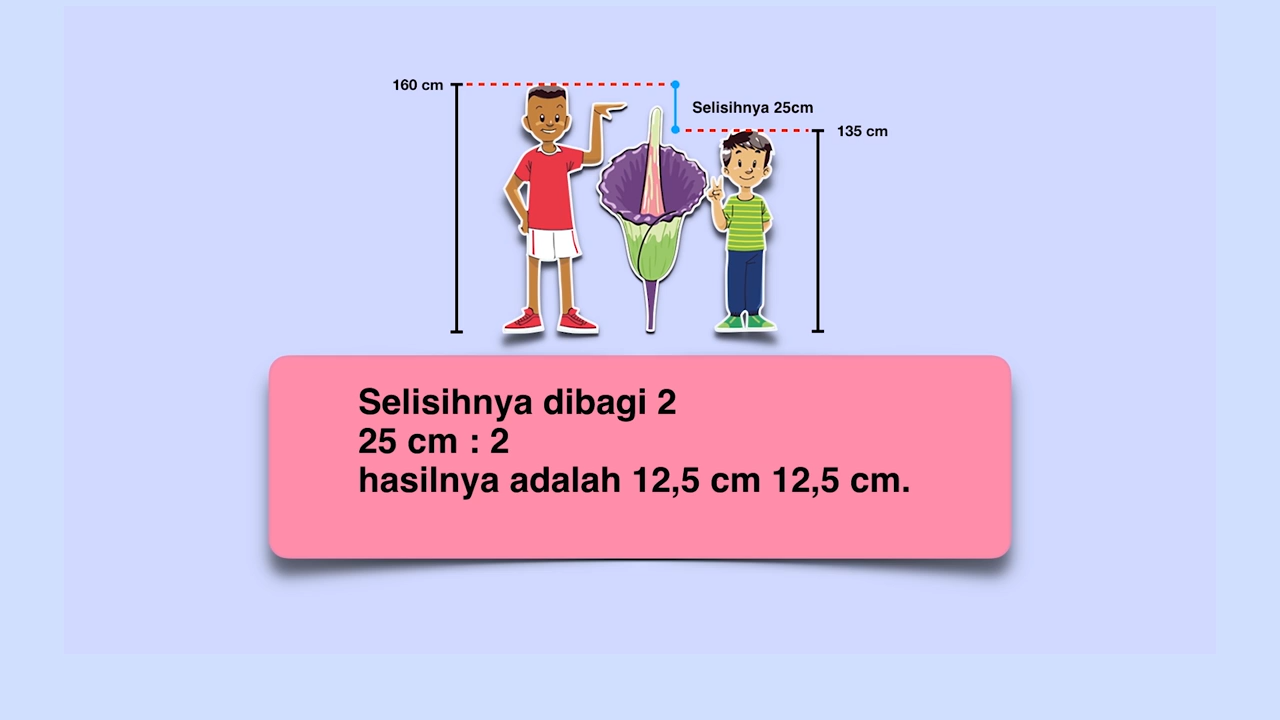 160 cm
Selisihnya 25cm
135 cm
Selisihnya dibagi 2
25 cm : 2
hasilnya adalah 12,5 cm 12,5 cm.